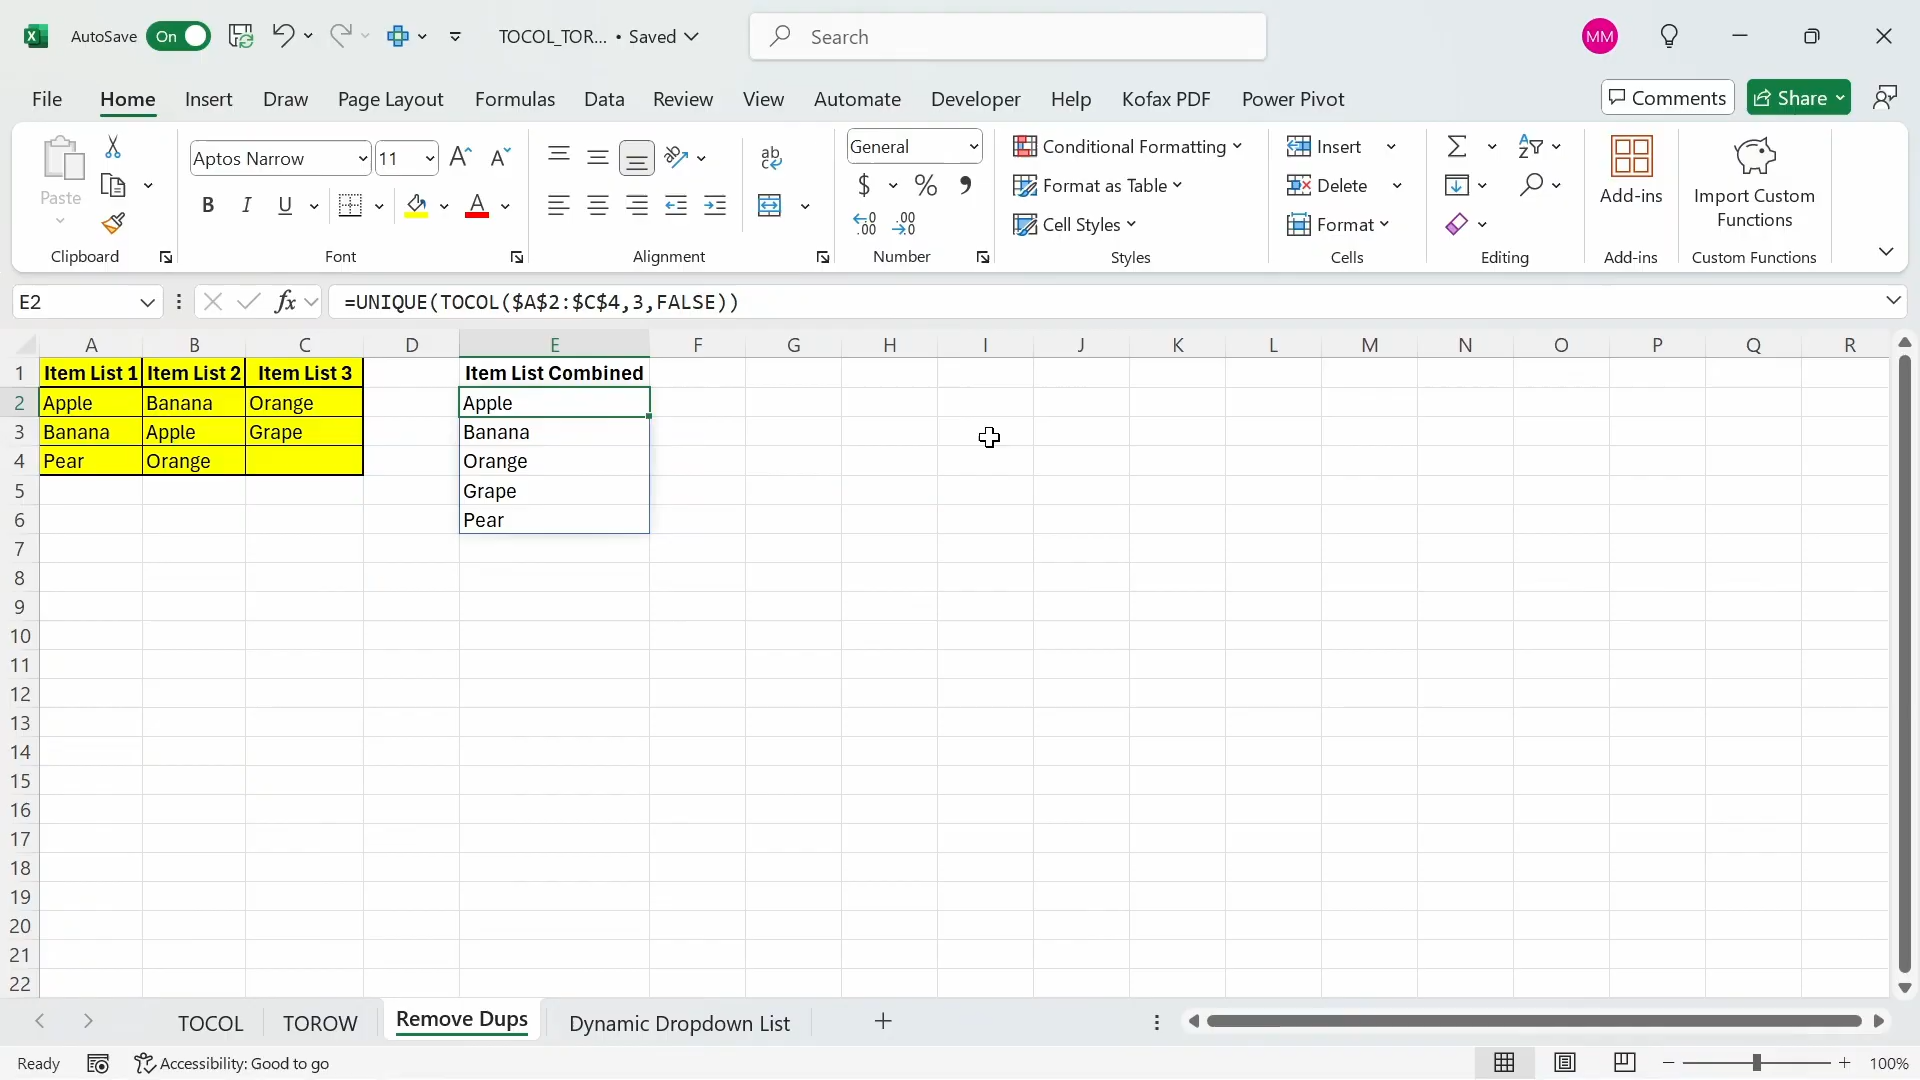 AutoSave On TOCOL_TOR... • Saved Search MM
File Home Insert Draw Page Layout Formulas Data Review View Automate Developer Help Kofax PDF Power Pivot Comments Share
Paste
Clipboard
Aptos Narrow 11
B I U A
Font
ab
Alignment
General
$ % 9
.00 .00
Number
Conditional Formatting
Format as Table
Cell Styles
Styles
Insert
Delete
Format
Cells
Editing
Add-ins
Add-ins
Import Custom
Functions
Custom Functions
E2 fx =UNIQUE(TOCOL($A$2:$C$4,3,FALSE))
A B C D E F G H I J K L M N O P Q R
1 Item List 1 Item List 2 Item List 3 Item List Combined
2 Apple Banana Orange Apple
3 Banana Apple Grape Banana
4 Pear Orange Orange
5 Grape
6 Pear
7
8
9
10
11
12
13
14
15
16
17
18
19
20
21
22
TOCOL TOROW Remove Dups Dynamic Dropdown List
Ready Accessibility: Good to go 100%